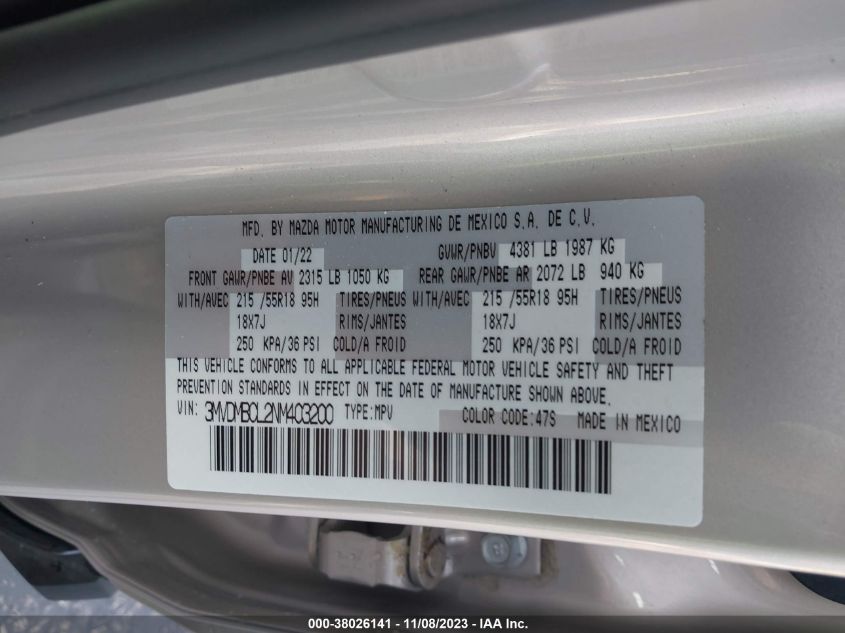 MFD. BY MAZDA MOTOR MANUFACTURING DE MEXICO S.A. DE C.V.
DATE 01/22 GVWR/PNBV 4381 LB 1987 KG
FRONT GAWR/PNBE AV 2315 LB 1050 KG REAR GAWR/PNBE AR 2072 LB 940 KG
WITH/AVEC 215 /55R18 95H TIRES/PNEUS WITH/AVEC 215 /55R18 95H TIRES/PNEUS
18X7J RIMS/JANTES 18X7J RIMS/JANTES
250 KPA/36 PSI COLD/A FROID 250 KPA/36 PSI COLD/A FROID
THIS VEHICLE CONFORMS TO ALL APPLICABLE FEDERAL MOTOR VEHICLE SAFETY AND THEFT
PREVENTION STANDARDS IN EFFECT ON THE DATE OF MANUFACTURE SHOWN ABOVE.
VIN: 3MVDMBCL2NM403200 TYPE:MPV COLOR CODE:47S MADE IN MEXICO
000-38026141 - 11/08/2023 - IAA Inc.